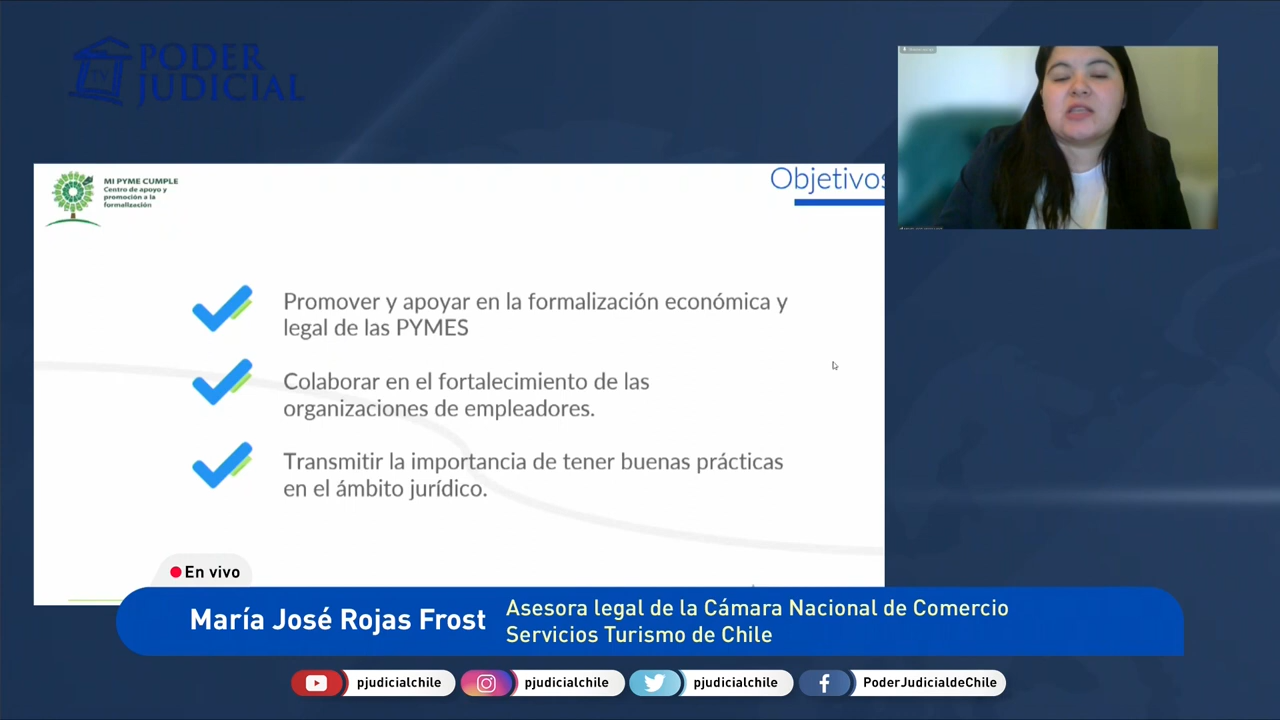 TV
PODER
JUDICIAL
MI PYME CUMPLE
Centro de apoyo y
promoción a la
formalización
Objetivos
Promover y apoyar en la formalización económica y
legal de las PYMES
Colaborar en el fortalecimiento de las
organizaciones de empleadores.
Transmitir la importancia de tener buenas prácticas
en el ámbito jurídico.
En vivo
María José Rojas Frost
Asesora legal de la Cámara Nacional de Comercio
Servicios Turismo de Chile
pjudicialchile
pjudicialchile
pjudicialchile
PoderJudicialdeChile